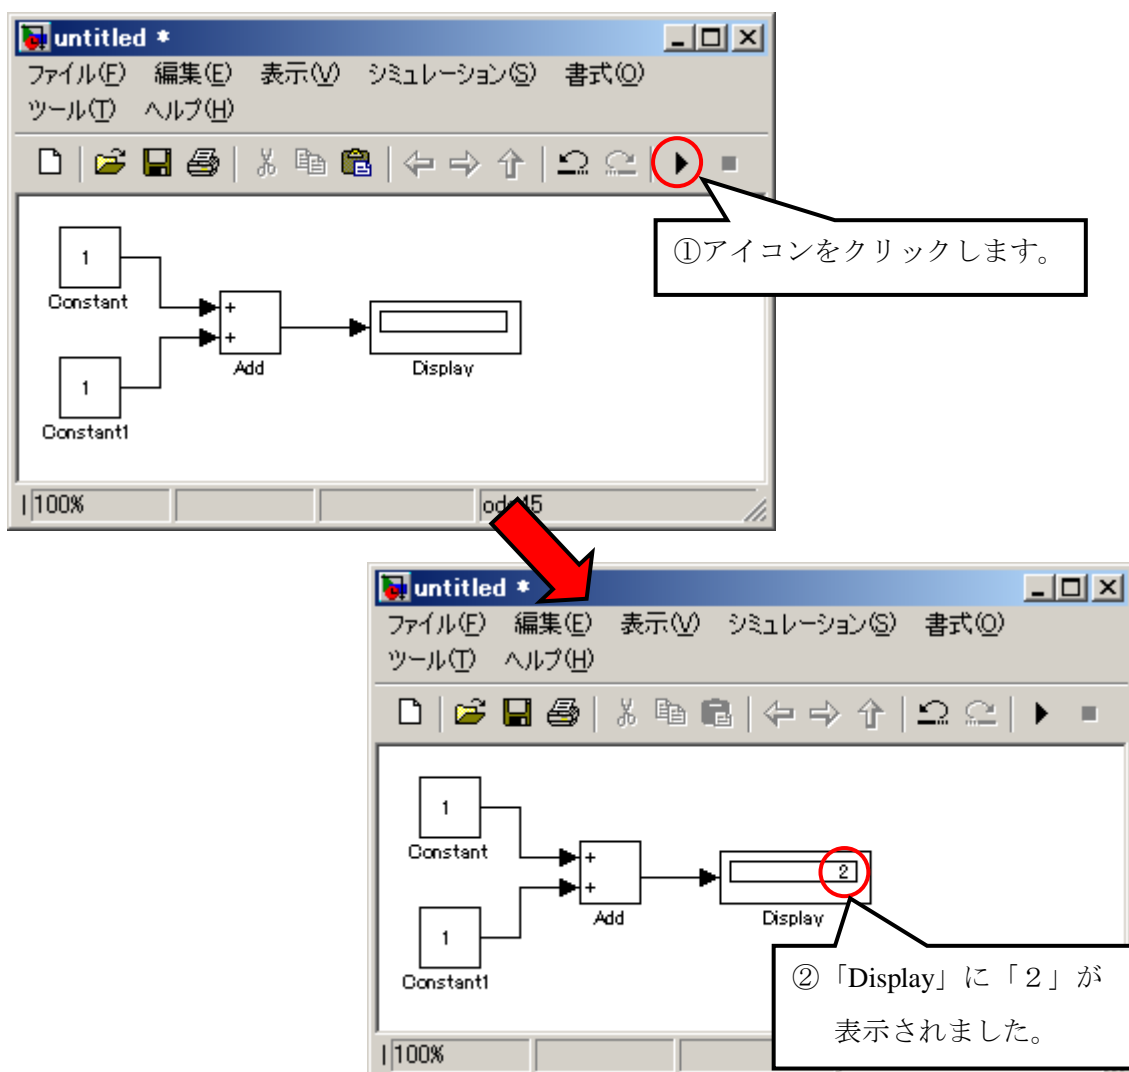 untitled *
ファイル(F) 編集(E) 表示(V) シミュレーション(S) 書式(O)
ツール(T) ヘルプ(H)
①アイコンをクリックします。
1
Constant
+
+
Add
Display
1
Constant1
100%
ode45
untitled *
ファイル(F) 編集(E) 表示(V) シミュレーション(S) 書式(O)
ツール(T) ヘルプ(H)
1
Constant
+
+
2
Add
Display
1
Constant1
②「Display」に「２」が
表示されました。
100%